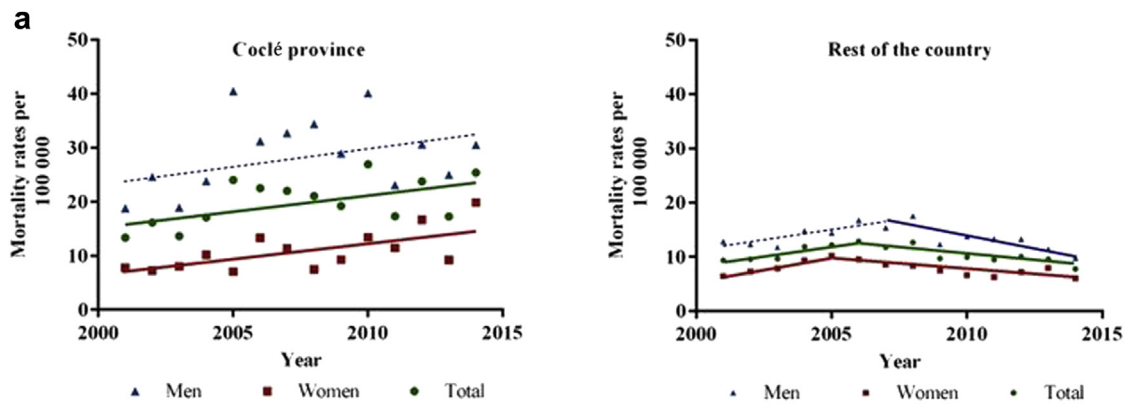 a
Coclé province
Mortality rates per
100 000
50
40
30
20
10
0
2000 2005 2010 2015
Year
Men Women Total
Rest of the country
Mortality rates per
100 000
50
40
30
20
10
0
2000 2005 2010 2015
Year
Men Women Total